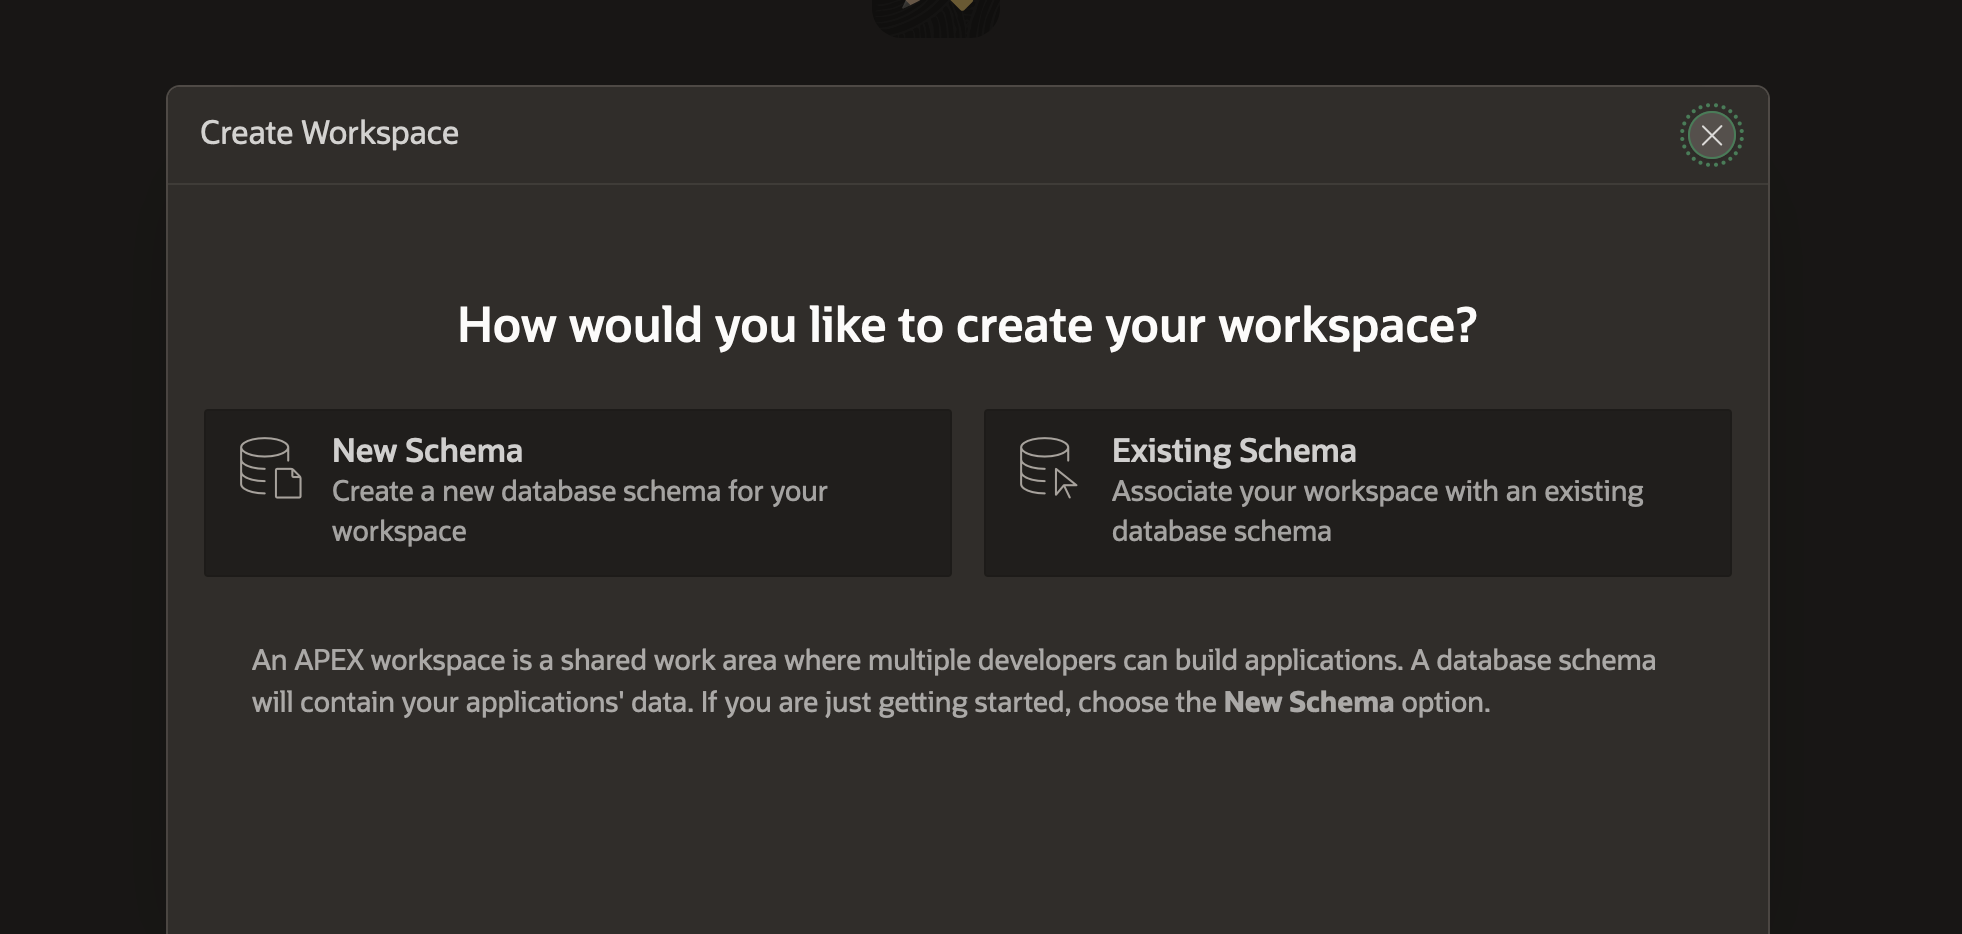 Create Workspace
How would you like to create your workspace?
New Schema
Create a new database schema for your
workspace
Existing Schema
Associate your workspace with an existing
database schema
An APEX workspace is a shared work area where multiple developers can build applications. A database schema
will contain your applications' data. If you are just getting started, choose the New Schema option.